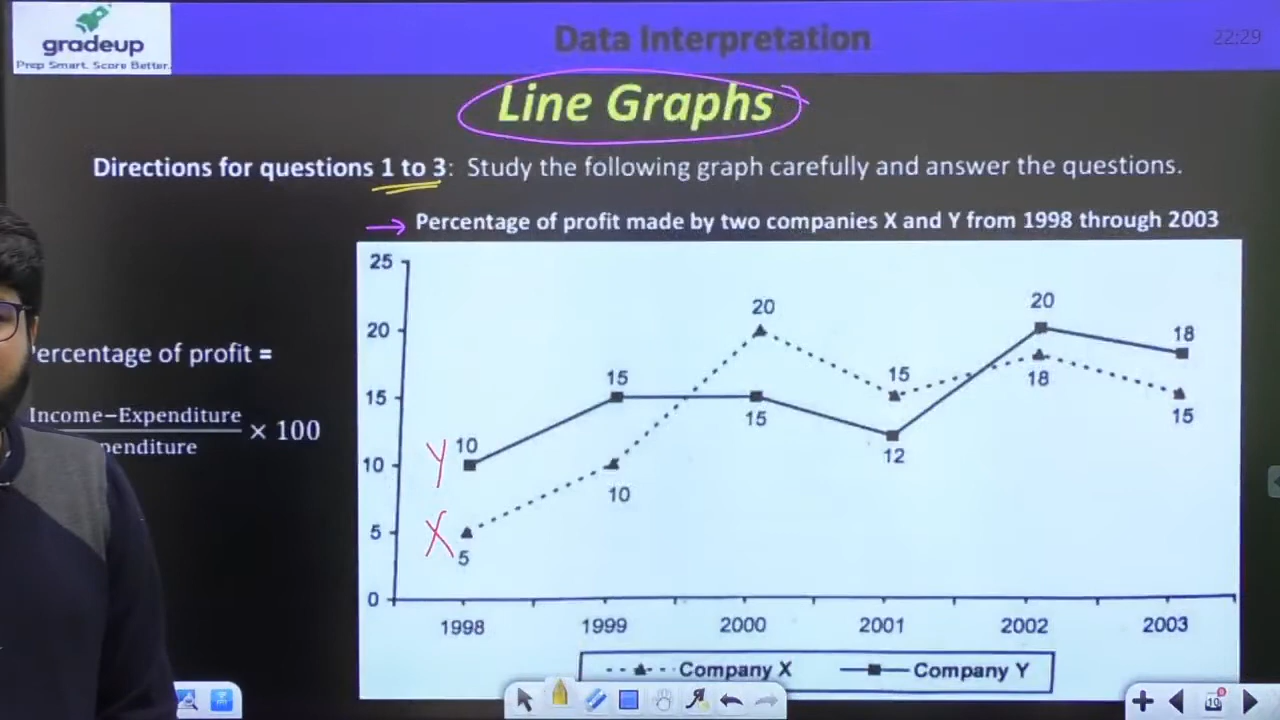 gradeup
Prep Smart. Score Better.
Data Interpretation
22:29
Line Graphs
Directions for questions 1 to 3: Study the following graph carefully and answer the questions.
Percentage of profit made by two companies X and Y from 1998 through 2003
ercentage of profit =
Income−Expenditure
penditure
× 100
25
20
15
10
5
0
Y 10
15
15
12
20
18
X 5
10
20
15
18
15
1998 1999 2000 2001 2002 2003
Company X Company Y